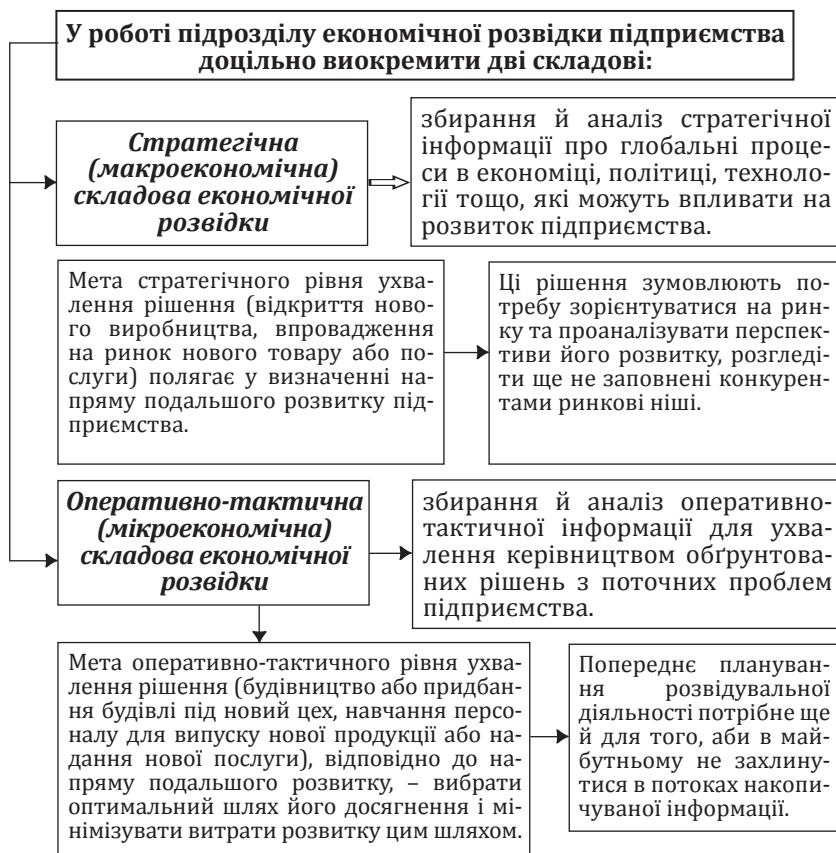 У роботі підрозділу економічної розвідки підприємства
доцільно виокремити дві складові:
Стратегічна
(макроекономічна)
складова економічної
розвідки
збирання й аналіз стратегічної
інформації про глобальні проце-
си в економіці, політиці, техноло-
гії тощо, які можуть впливати на
розвиток підприємства.
Мета стратегічного рівня ухва-
лення рішення (відкриття ново-
го виробництва, впровадження
на ринок нового товару або по-
слуги) полягає у визначенні на-
пряму подальшого розвитку під-
приємства.
Ці рішення зумовлюють по-
требу зорієнтуватися на рин-
ку та проаналізувати перспек-
тиви його розвитку, розгледі-
ти ще не заповнені конкурен-
тами ринкові ніші.
Оперативно-тактична
(мікроекономічна)
складова економічної
розвідки
збирання й аналіз оперативно-
тактичної інформації для ухва-
лення керівництвом обґрунтова-
них рішень з поточних проблем
підприємства.
Мета оперативно-тактичного рівня ухва-
лення рішення (будівництво або придбан-
ня будівлі під новий цех, навчання персо-
налу для випуску нової продукції або на-
дання нової послуги), відповідно до на-
пряму подальшого розвитку, – вибрати
оптимальний шлях його досягнення і мі-
німізувати витрати розвитку цим шляхом.
Попереднє плануван-
ня розвідувальної
діяльності потрібне ще
й для того, аби в май-
бутньому не захлину-
тися в потоках накопи-
чуваної інформації.